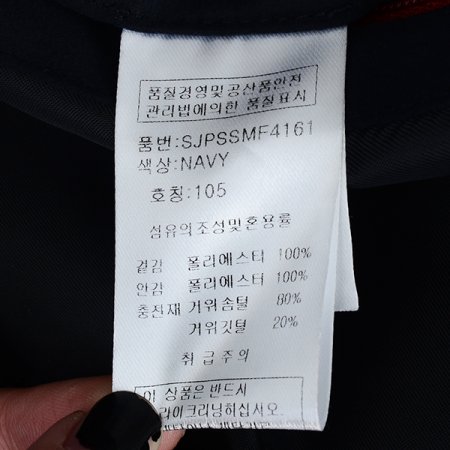 품질경영및공산품안전
관리법에의한 품질표시
품번:SJPSSMF4161
색상:NAVY
호칭:105
섬유의조성및혼용률
겉감 폴리에스터 100%
안감 폴리에스터 100%
충전재 거위솜털 80%
거위깃털 20%
취급주의
이 상품은 반드시
드라이크리닝하십시오.